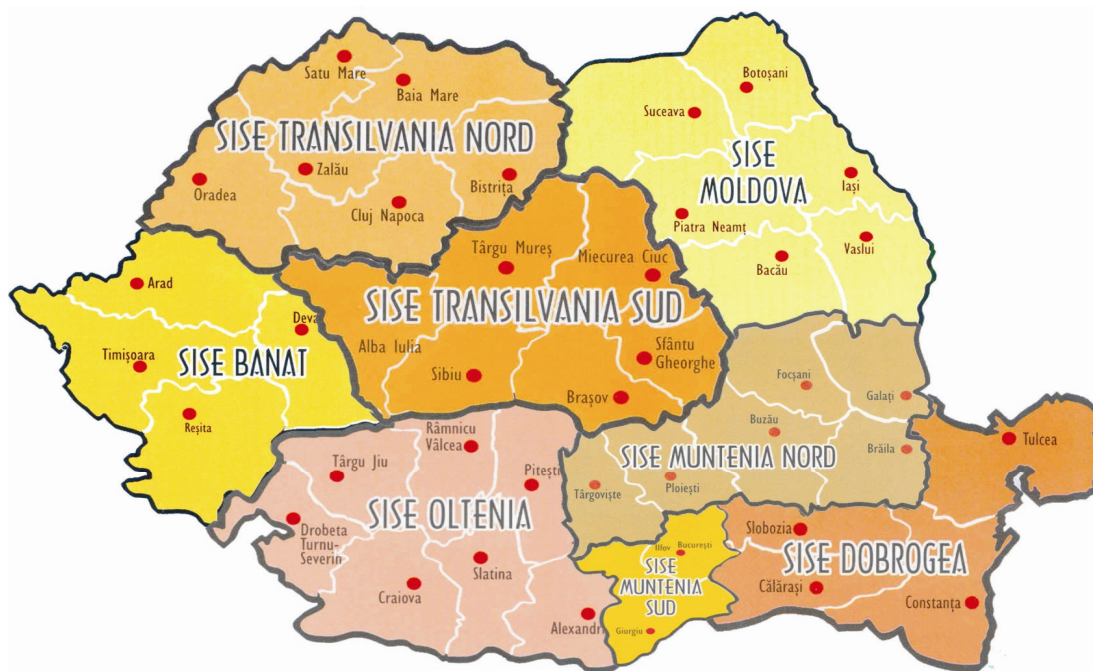 Satu Mare
Baia Mare
SISE TRANSILVANIA NORD
Oradea
Zalău
Bistrița
Cluj Napoca
Botoșani
Suceava
SISE
MOLDOVA
Iași
Piatra Neamț
Vaslui
Bacău
Arad
Deva
Timișoara
SISE BANAT
Reșița
Târgu Mureș
Miecurea Ciuc
SISE TRANSILVANIA SUD
Alba Iulia
Sibiu
Sfântu
Gheorghe
Brașov
Focșani
Galați
Buzău
Brăila
SISE MUNTENIA NORD
Târgoviște
Ploiești
Tulcea
Râmnicu
Vâlcea
Târgu Jiu
Pitești
SISE OLTENIA
Drobeta
Turnu-
Severin
Slatina
Craiova
Alexandri
Ilfov
București
SISE
MUNTENIA
SUD
Giurgiu
Slobozia
SISE DOBROGEA
Călărași
Constanța